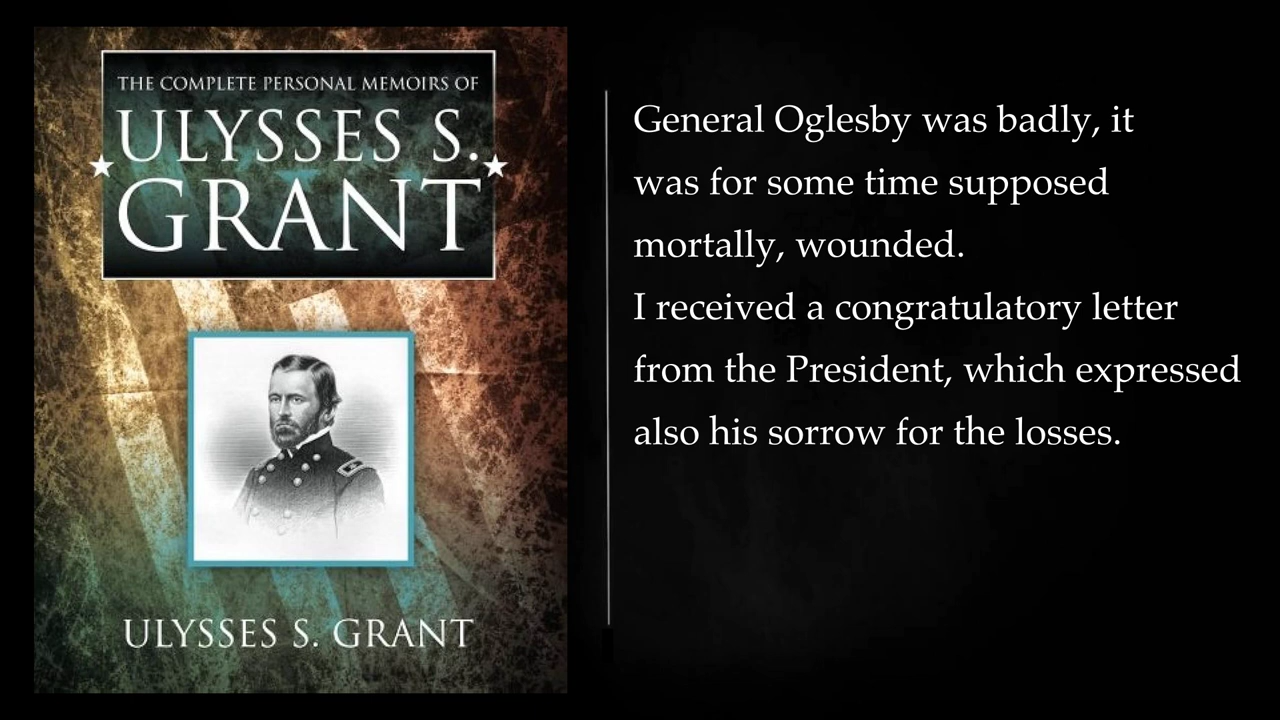 THE COMPLETE PERSONAL MEMOIRS OF
ULYSSES S.
GRANT
ULYSSES S. GRANT
General Oglesby was badly, it
was for some time supposed
mortally, wounded.
I received a congratulatory letter
from the President, which expressed
also his sorrow for the losses.